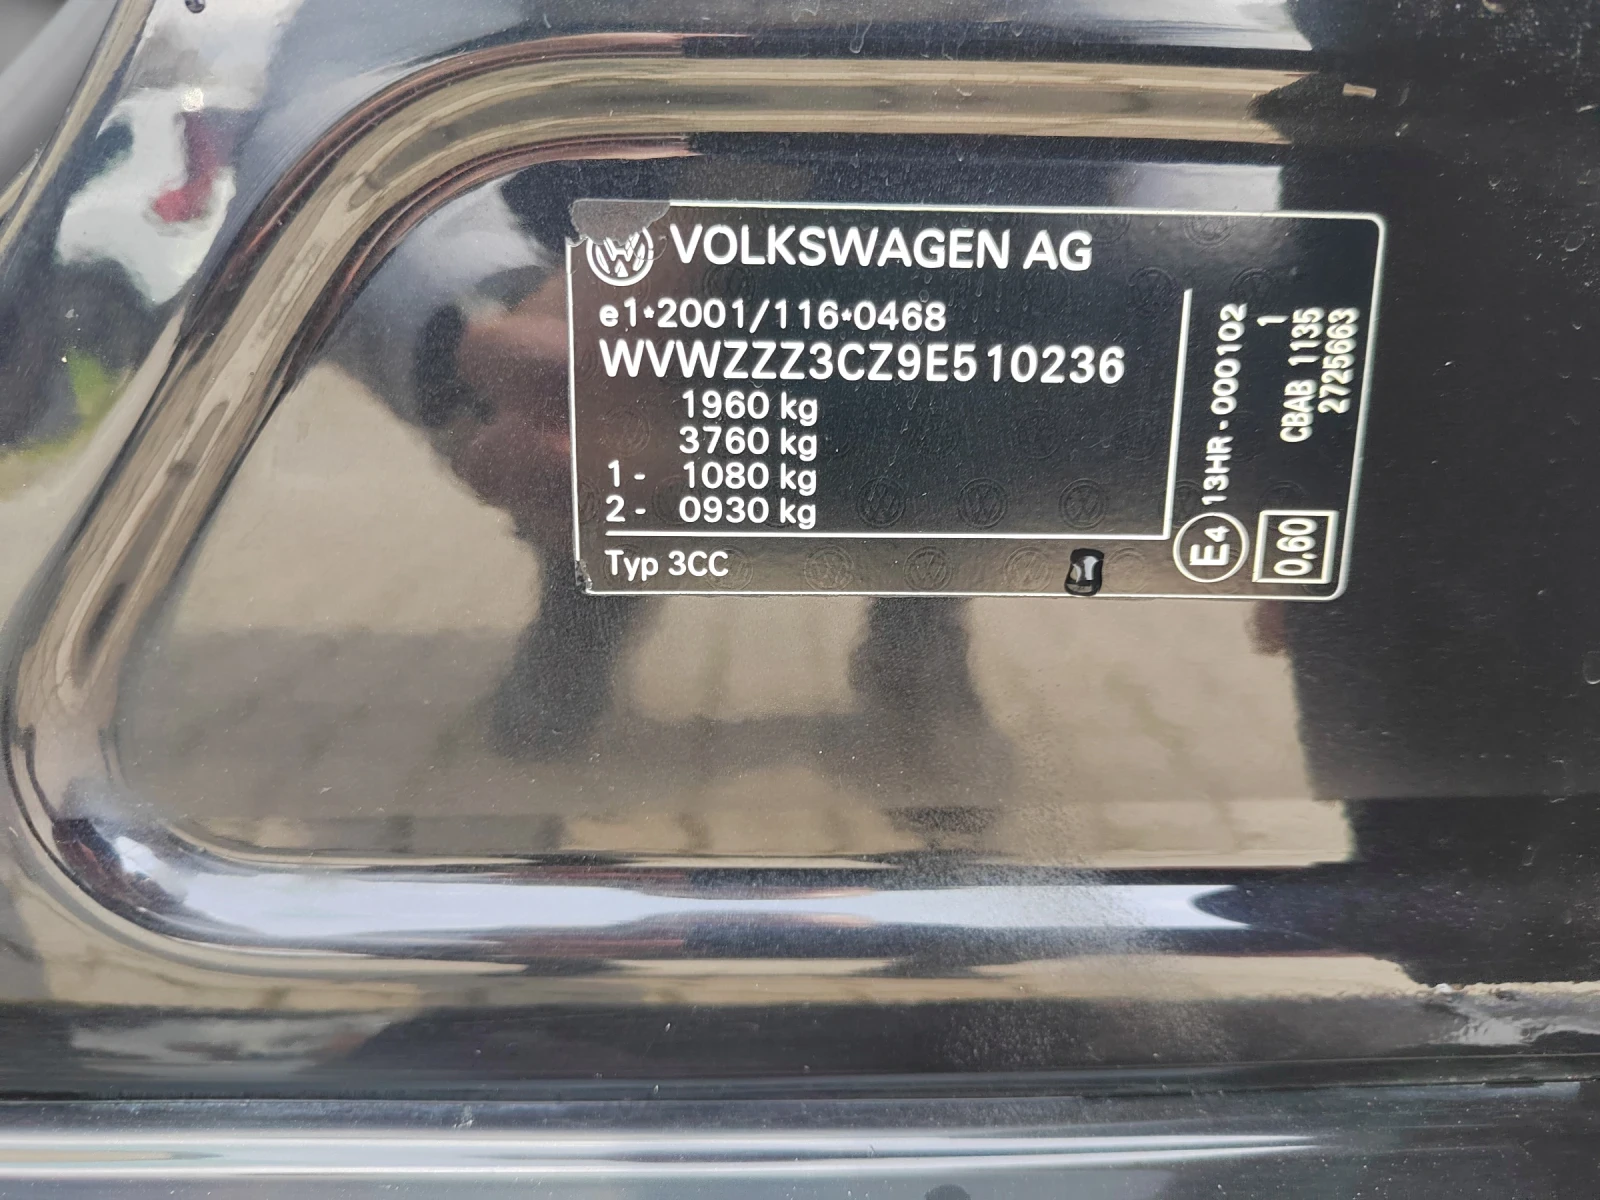 VOLKSWAGEN AG
e1*2001/116*0468
WVWZZZ3CZ9E510236
1960 kg
3760 kg
1 - 1080 kg
2 - 0930 kg
Typ 3CC
E4 13HR-000102
0,60
1
CBAB 1135
2725663